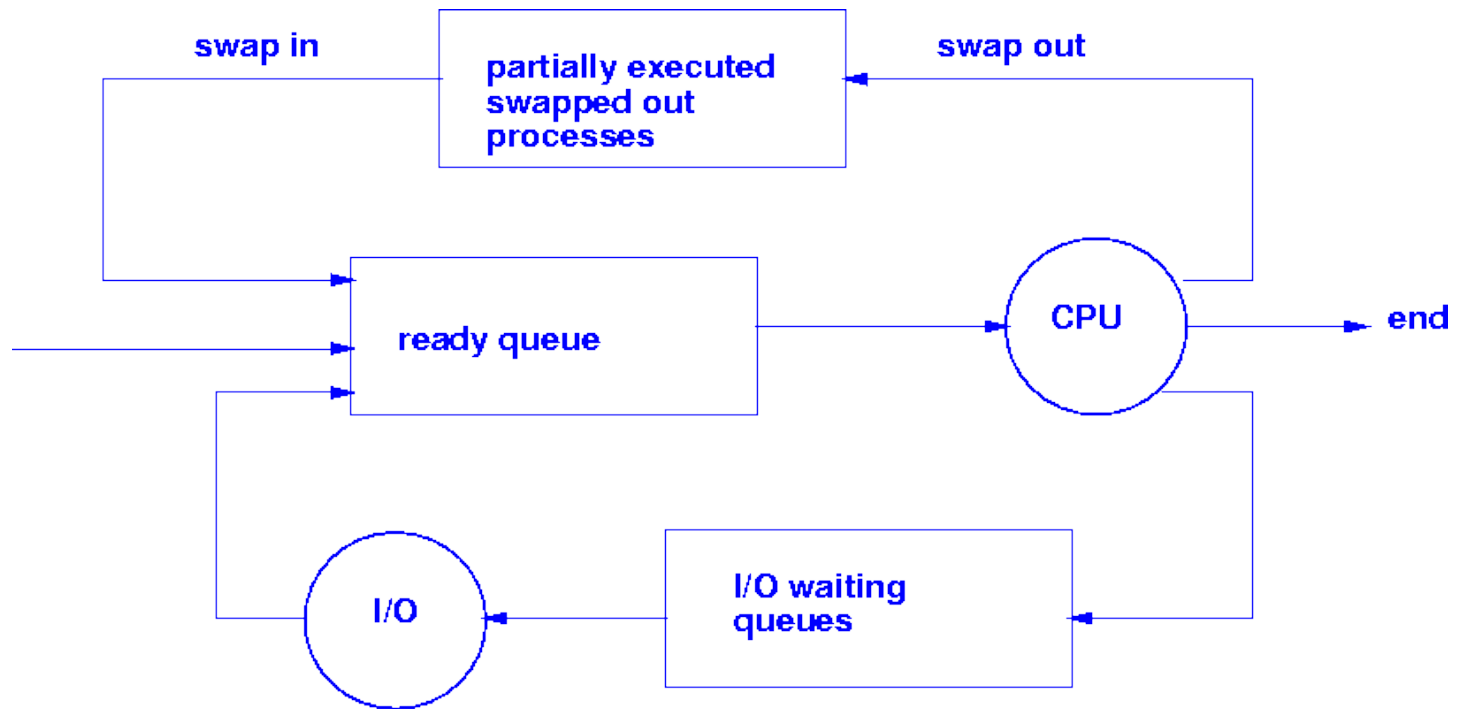 swap in
swap out
partially executed
swapped out
processes
ready queue
CPU
end
I/O
I/O waiting
queues